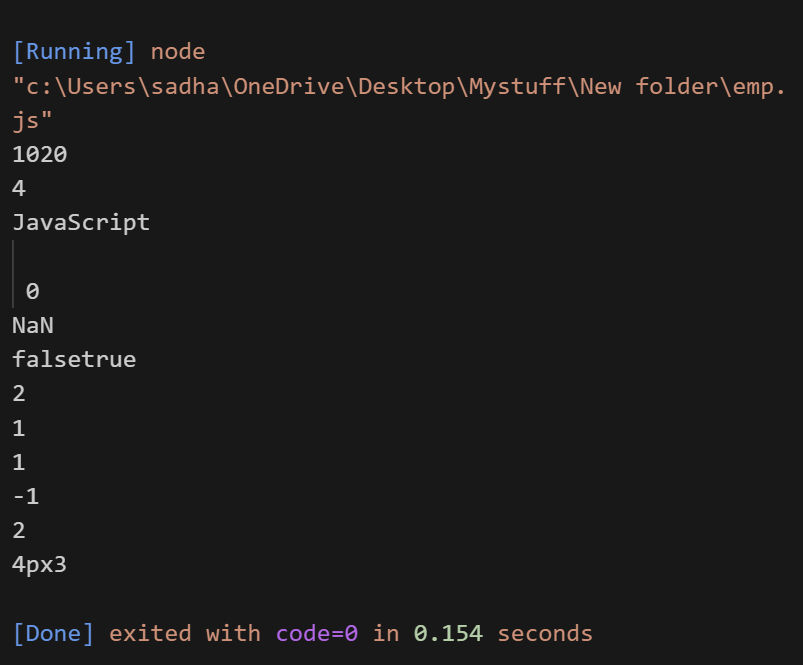 [Running] node
"c:\Users\sadha\OneDrive\Desktop\Mystuff\New folder\emp.
js"
1020
4
JavaScript
0
NaN
falsetrue
2
1
1
-1
2
4px3
[Done] exited with code=0 in 0.154 seconds